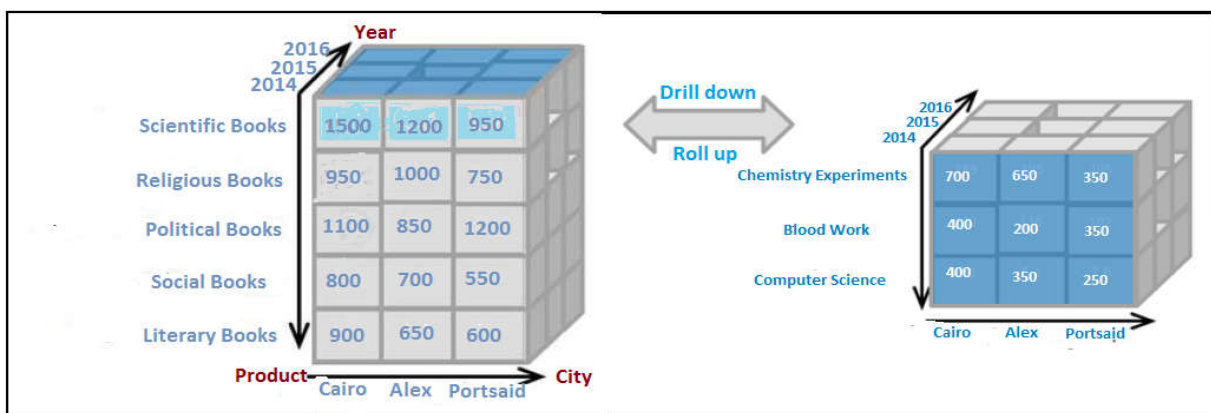 Year
2016
2015
2014
Scientific Books 1500 1200 950
Religious Books 950 1000 750
Political Books 1100 850 1200
Social Books 800 700 550
Literary Books 900 650 600
Product City
Cairo Alex Portsaid
Drill down
Roll up
2016
2015
2014
Chemistry Experiments 700 650 350
Blood Work 400 200 350
Computer Science 400 350 250
Cairo Alex Portsaid